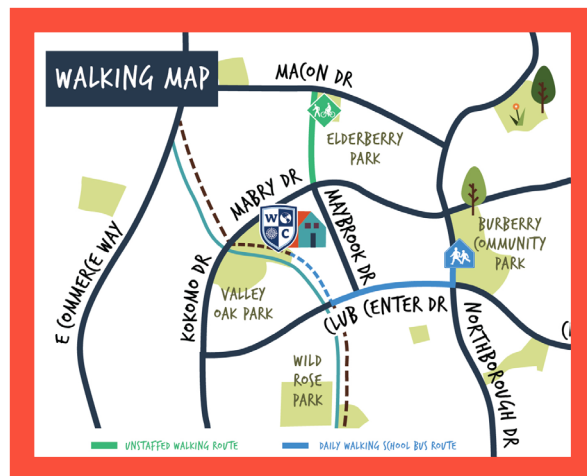 WALKING MAP
MACON DR
ELDERBERRY
PARK
MABRY DR
MAYBROOK DR
W C
BURBERRY
COMMUNITY
PARK
E COMMERCE WAY
KOKOMO DR
VALLEY
OAK PARK
CLUB CENTER DR
NORTHBOROUGH DR
WILD
ROSE
PARK
UNSTAFFED WALKING ROUTE
DAILY WALKING SCHOOL BUS ROUTE